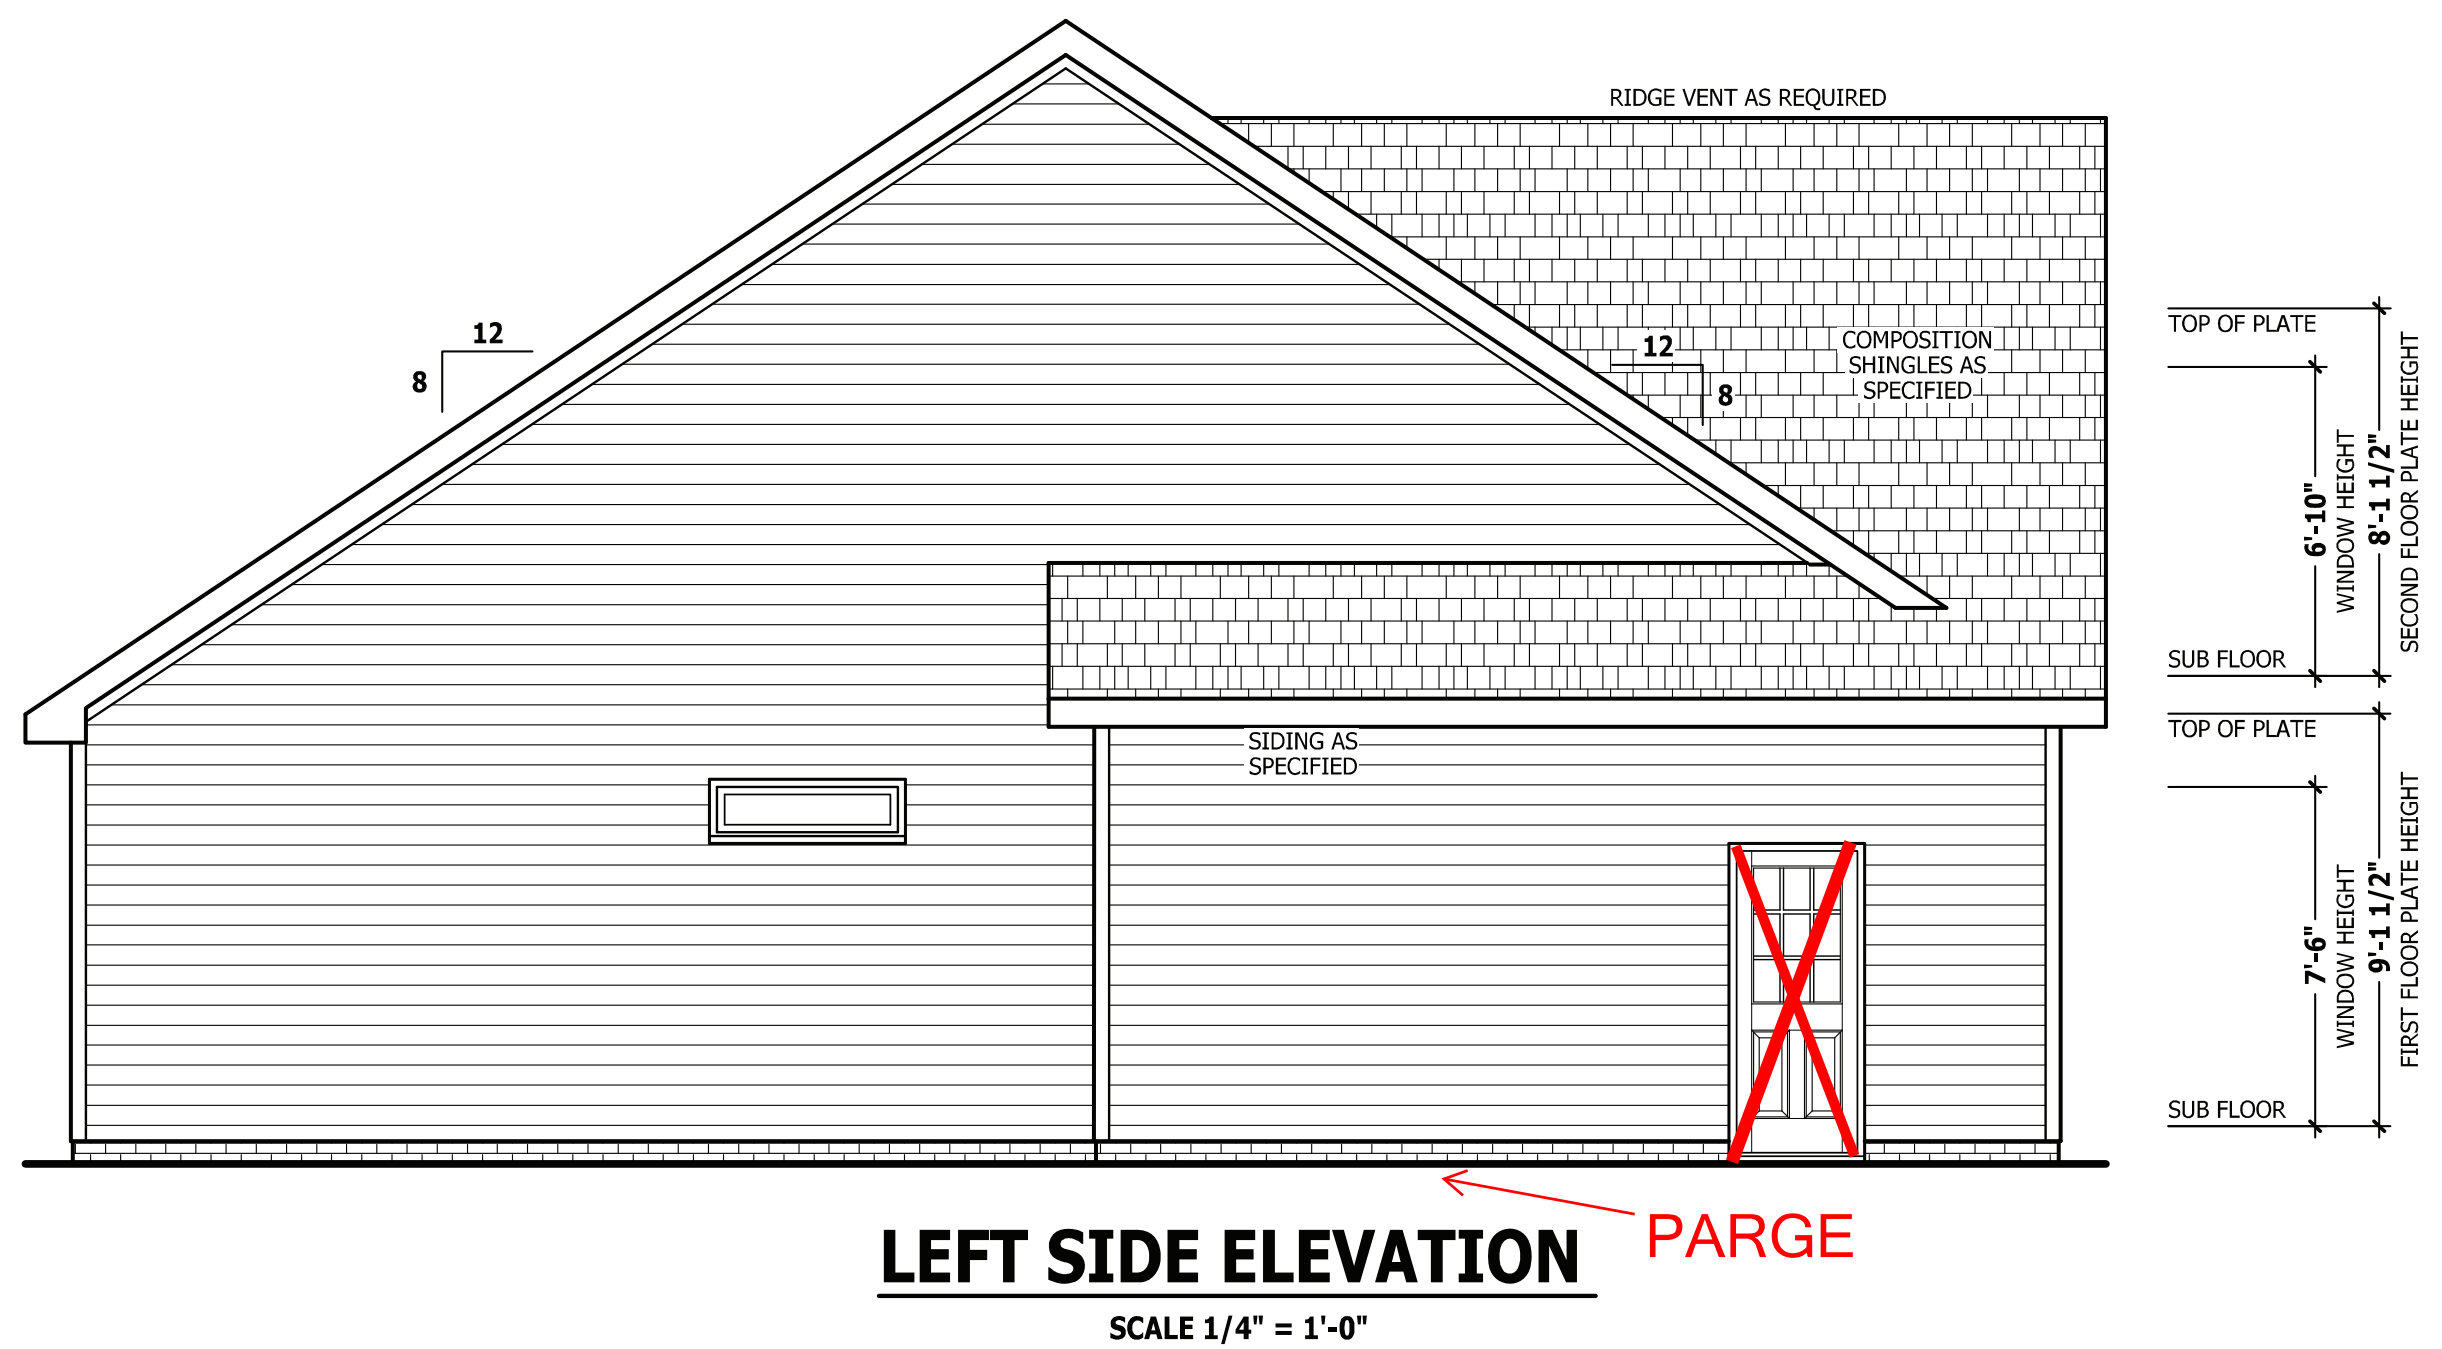 RIDGE VENT AS REQUIRED
12
8
12
8
COMPOSITION
SHINGLES AS
SPECIFIED
TOP OF PLATE
6'-10"
WINDOW HEIGHT
8'-1 1/2"
SECOND FLOOR PLATE HEIGHT
SUB FLOOR
TOP OF PLATE
SIDING AS
SPECIFIED
7'-6"
WINDOW HEIGHT
9'-1 1/2"
FIRST FLOOR PLATE HEIGHT
SUB FLOOR
PARGE
LEFT SIDE ELEVATION
SCALE 1/4" = 1'-0"